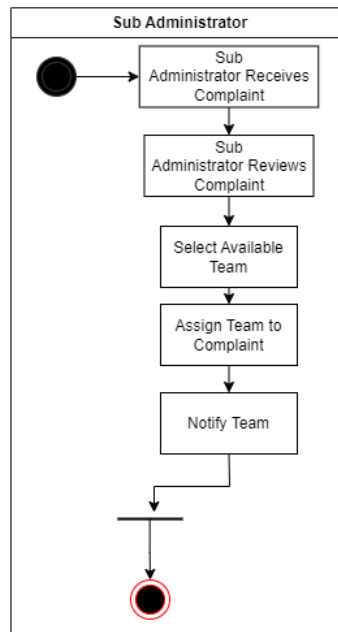 Sub Administrator
Sub
Administrator Receives
Complaint
Sub
Administrator Reviews
Complaint
Select Available
Team
Assign Team to
Complaint
Notify Team